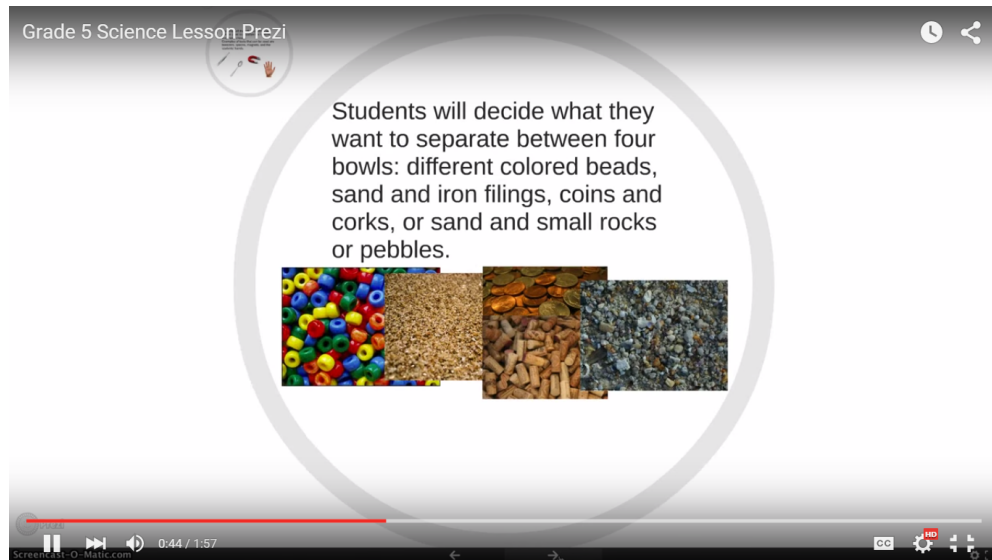 Grade 5 Science Lesson Prezi
Students will decide what they
want to separate between four
bowls: different colored beads,
sand and iron filings, coins and
corks, or sand and small rocks
or pebbles.
0:44 / 1:57
CC
HD
Screencast-O-Matic.com